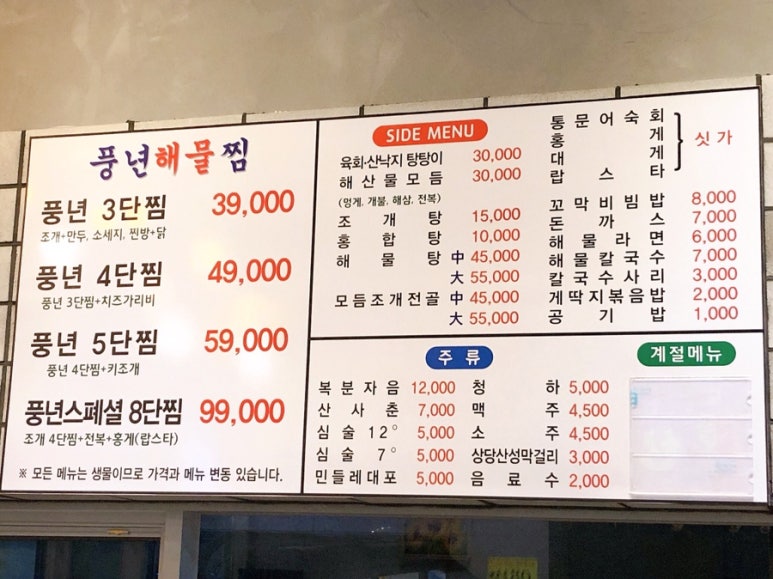 풍년해물찜
풍년 3단찜 39,000
조개+만두, 소세지, 찐빵+닭
풍년 4단찜 49,000
풍년 3단찜+치즈가리비
풍년 5단찜 59,000
풍년 4단찜+키조개
풍년스페셜 8단찜 99,000
조개 4단찜+전복+홍게(랍스타)
※ 모든 메뉴는 생물이므로 가격과 메뉴 변동 있습니다.
SIDE MENU
육회·산낙지 탕탕이 30,000
해산물모듬 30,000
(멍게, 개불, 해삼, 전복)
조개탕 15,000
홍합탕 10,000
해물탕 中 45,000
大 55,000
모듬조개전골 中 45,000
大 55,000
통문어숙회
홍게
대게
랍스타
싯가
꼬막비빔밥 8,000
돈까스 7,000
해물라면 6,000
해물칼국수 7,000
칼국수사리 3,000
게딱지볶음밥 2,000
공기밥 1,000
주류
복분자음 12,000
산사춘 7,000
심술12° 5,000
심술7° 5,000
민들레대포 5,000
청하 5,000
맥주 4,500
소주 4,500
상당산성막걸리 3,000
음료수 2,000
계절메뉴